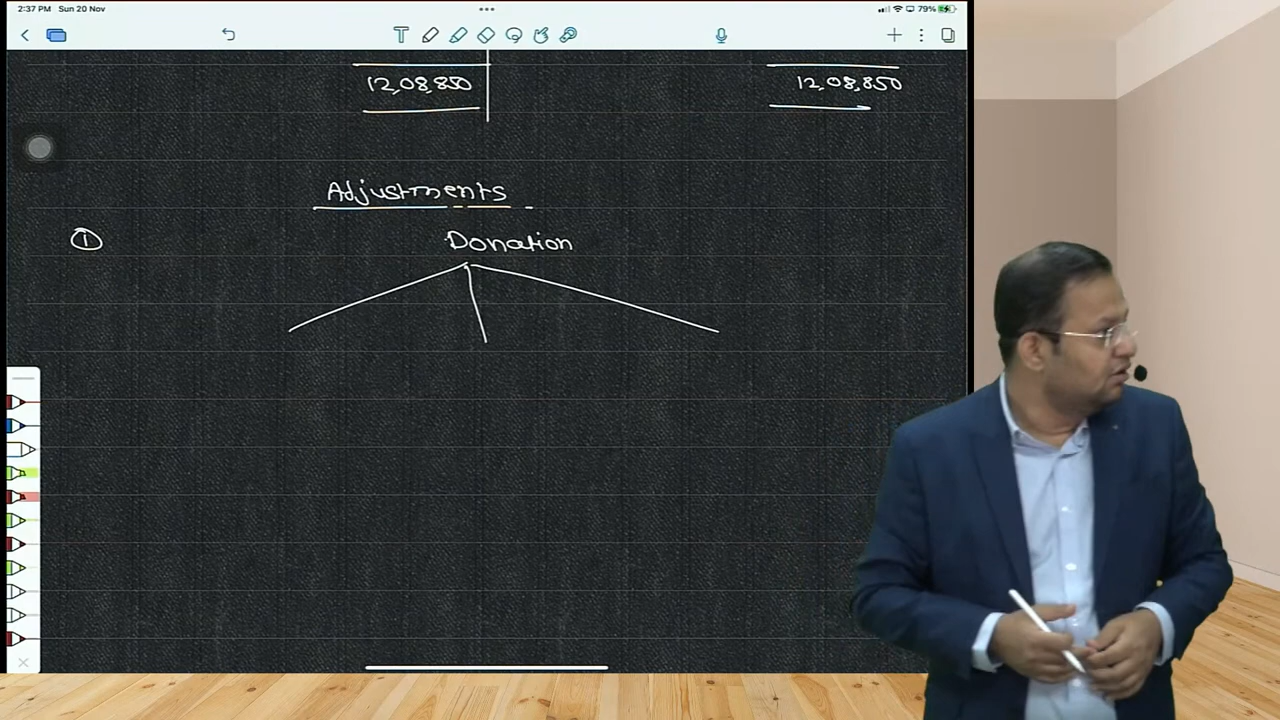 2:37 PM Sun 20 Nov
79%
12,08,850 12,08,850
Adjustments
① Donation